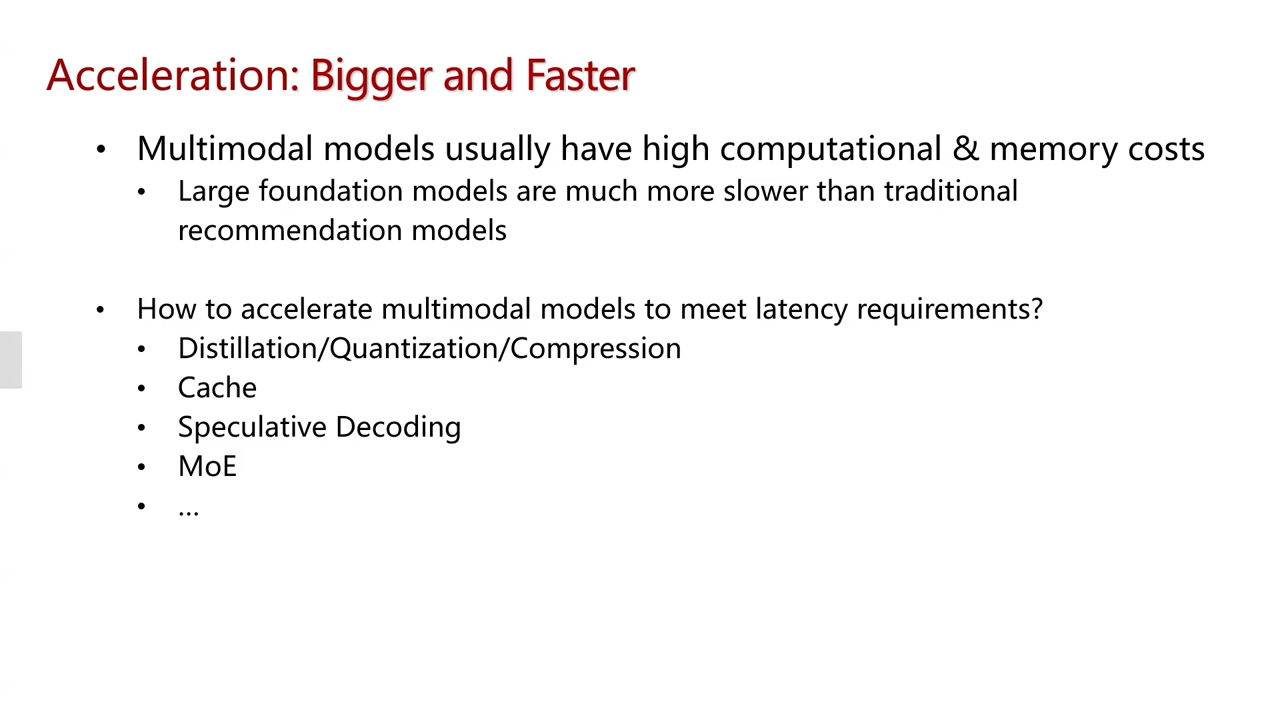 Acceleration: Bigger and Faster
• Multimodal models usually have high computational & memory costs
• Large foundation models are much more slower than traditional
recommendation models
• How to accelerate multimodal models to meet latency requirements?
• Distillation/Quantization/Compression
• Cache
• Speculative Decoding
• MoE
• ...